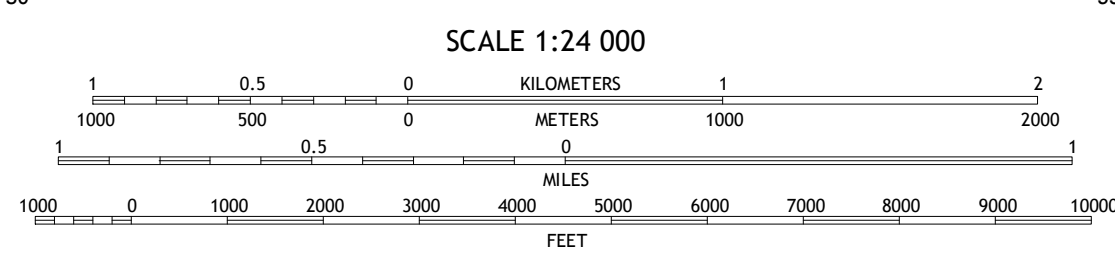 SCALE 1:24 000
1 0.5 0 KILOMETERS 1 2
1000 500 0 METERS 1000 2000
1 0.5 0 1
MILES
1000 0 1000 2000 3000 4000 5000 6000 7000 8000 9000 10000
FEET